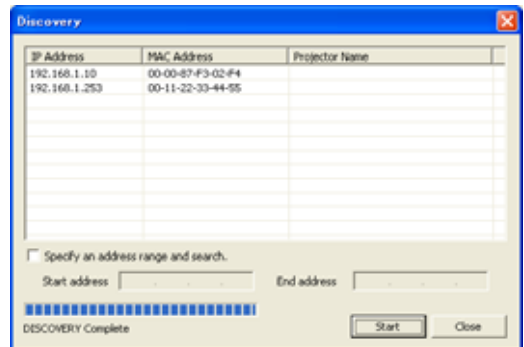 Discovery
IP Address MAC Address Projector Name
192.168.1.10 00-00-87-F3-02-F4
192.168.1.253 00-11-22-33-44-55
Specify an address range and search.
Start address . . . End address . . .
DISCOVERY Complete Start Close